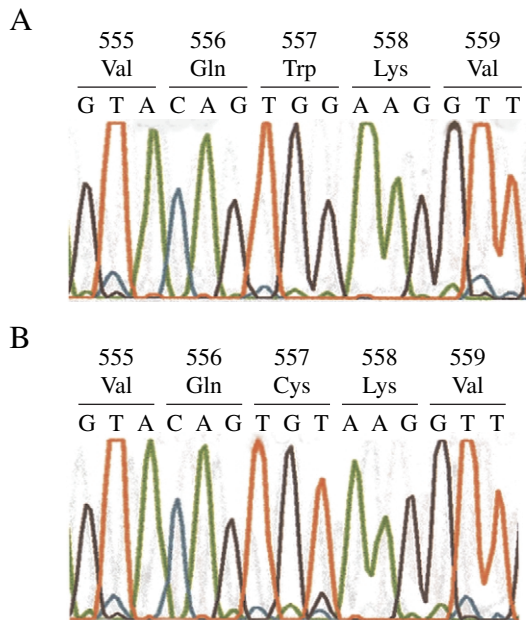 A
555 556 557 558 559
Val Gln Trp Lys Val
G T A C A G T G G A A G G T T
B
555 556 557 558 559
Val Gln Cys Lys Val
G T A C A G T G T A A G G T T